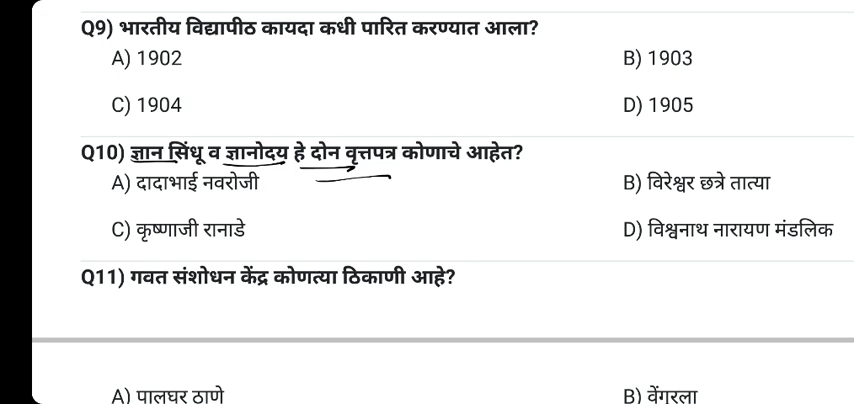 Q9) भारतीय विद्यापीठ कायदा कधी पारित करण्यात आला?
A) 1902 B) 1903
C) 1904 D) 1905
Q10) ज्ञान सिंधू व ज्ञानोदय हे दोन वृत्तपत्र कोणाचे आहेत?
A) दादाभाई नवरोजी B) विरेश्वर छत्रे तात्या
C) कृष्णाजी रानाडे D) विश्वनाथ नारायण मंडलिक
Q11) गवत संशोधन केंद्र कोणत्या ठिकाणी आहे?
A) पालघर ठाणे B) वेंगुरला